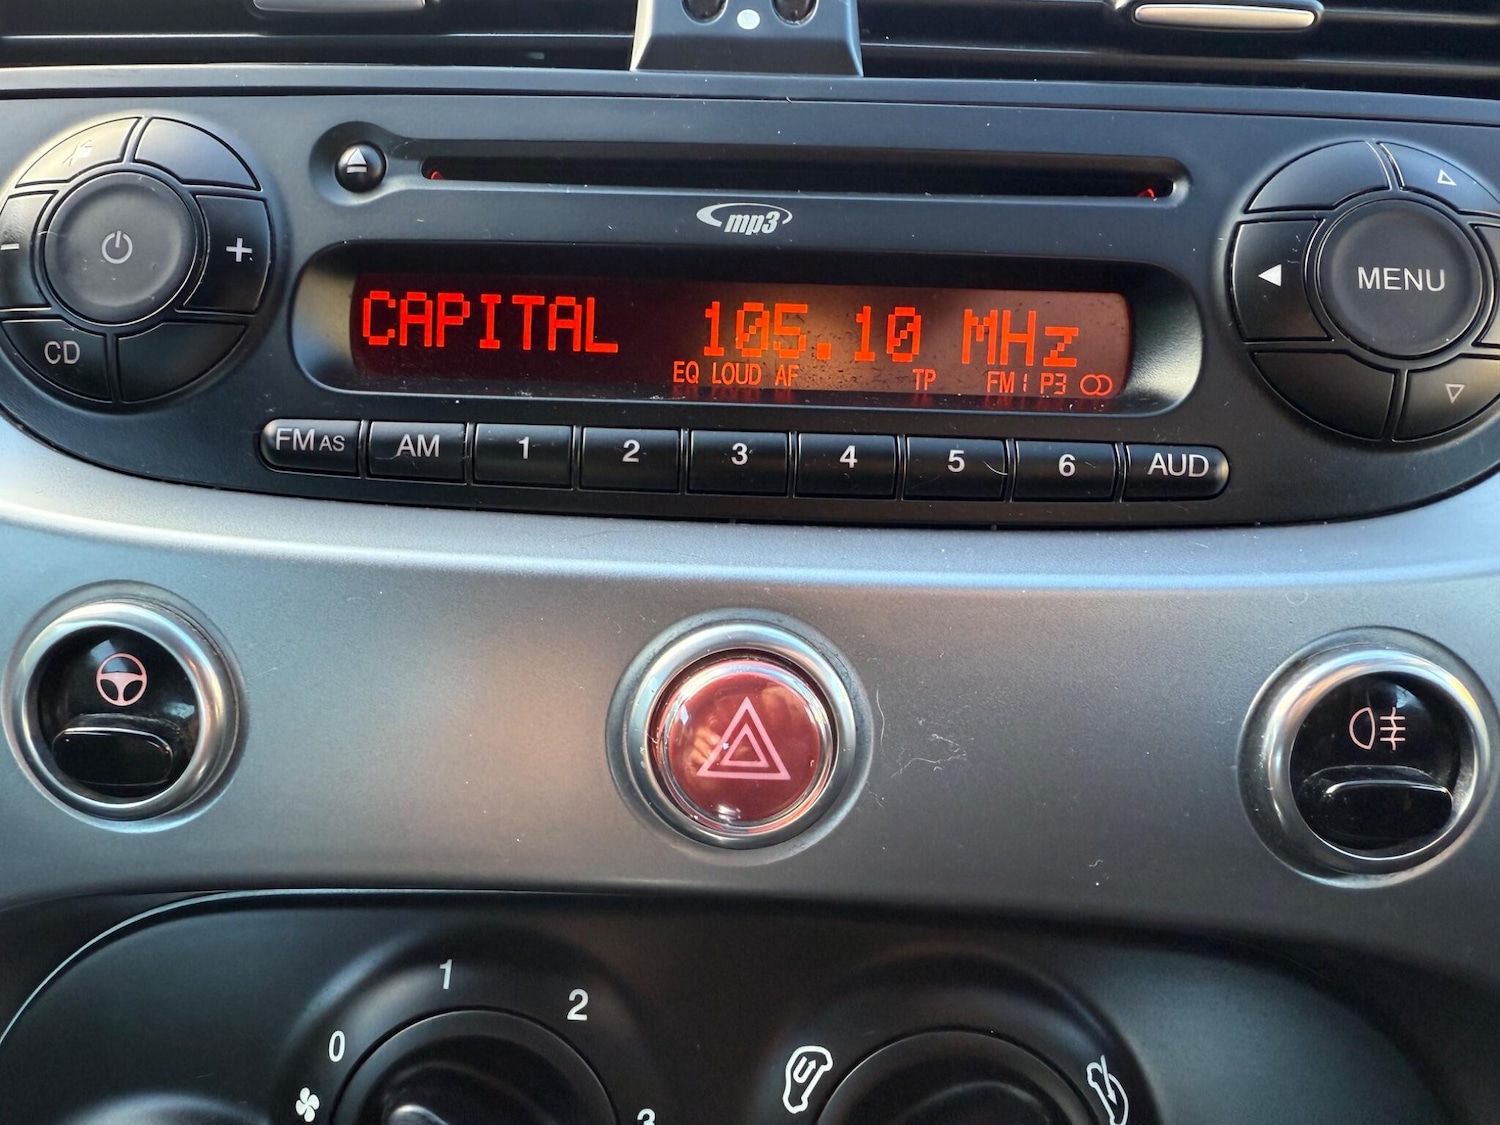 mp3
CAPITAL 105.10 MHz
EQ LOUD AF TP FM1 P3
MENU
CD
FM AS AM 1 2 3 4 5 6 AUD
1
2
0
3